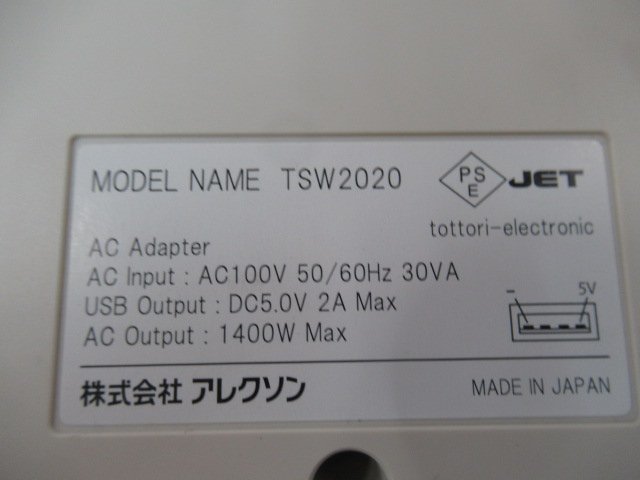 MODEL NAME TSW2020
PS
E
JET
tottori-electronic
AC Adapter
AC Input : AC100V 50/60Hz 30VA
USB Output : DC5.0V 2A Max
AC Output : 1400W Max
− 5V
株式会社 アレクソン
MADE IN JAPAN